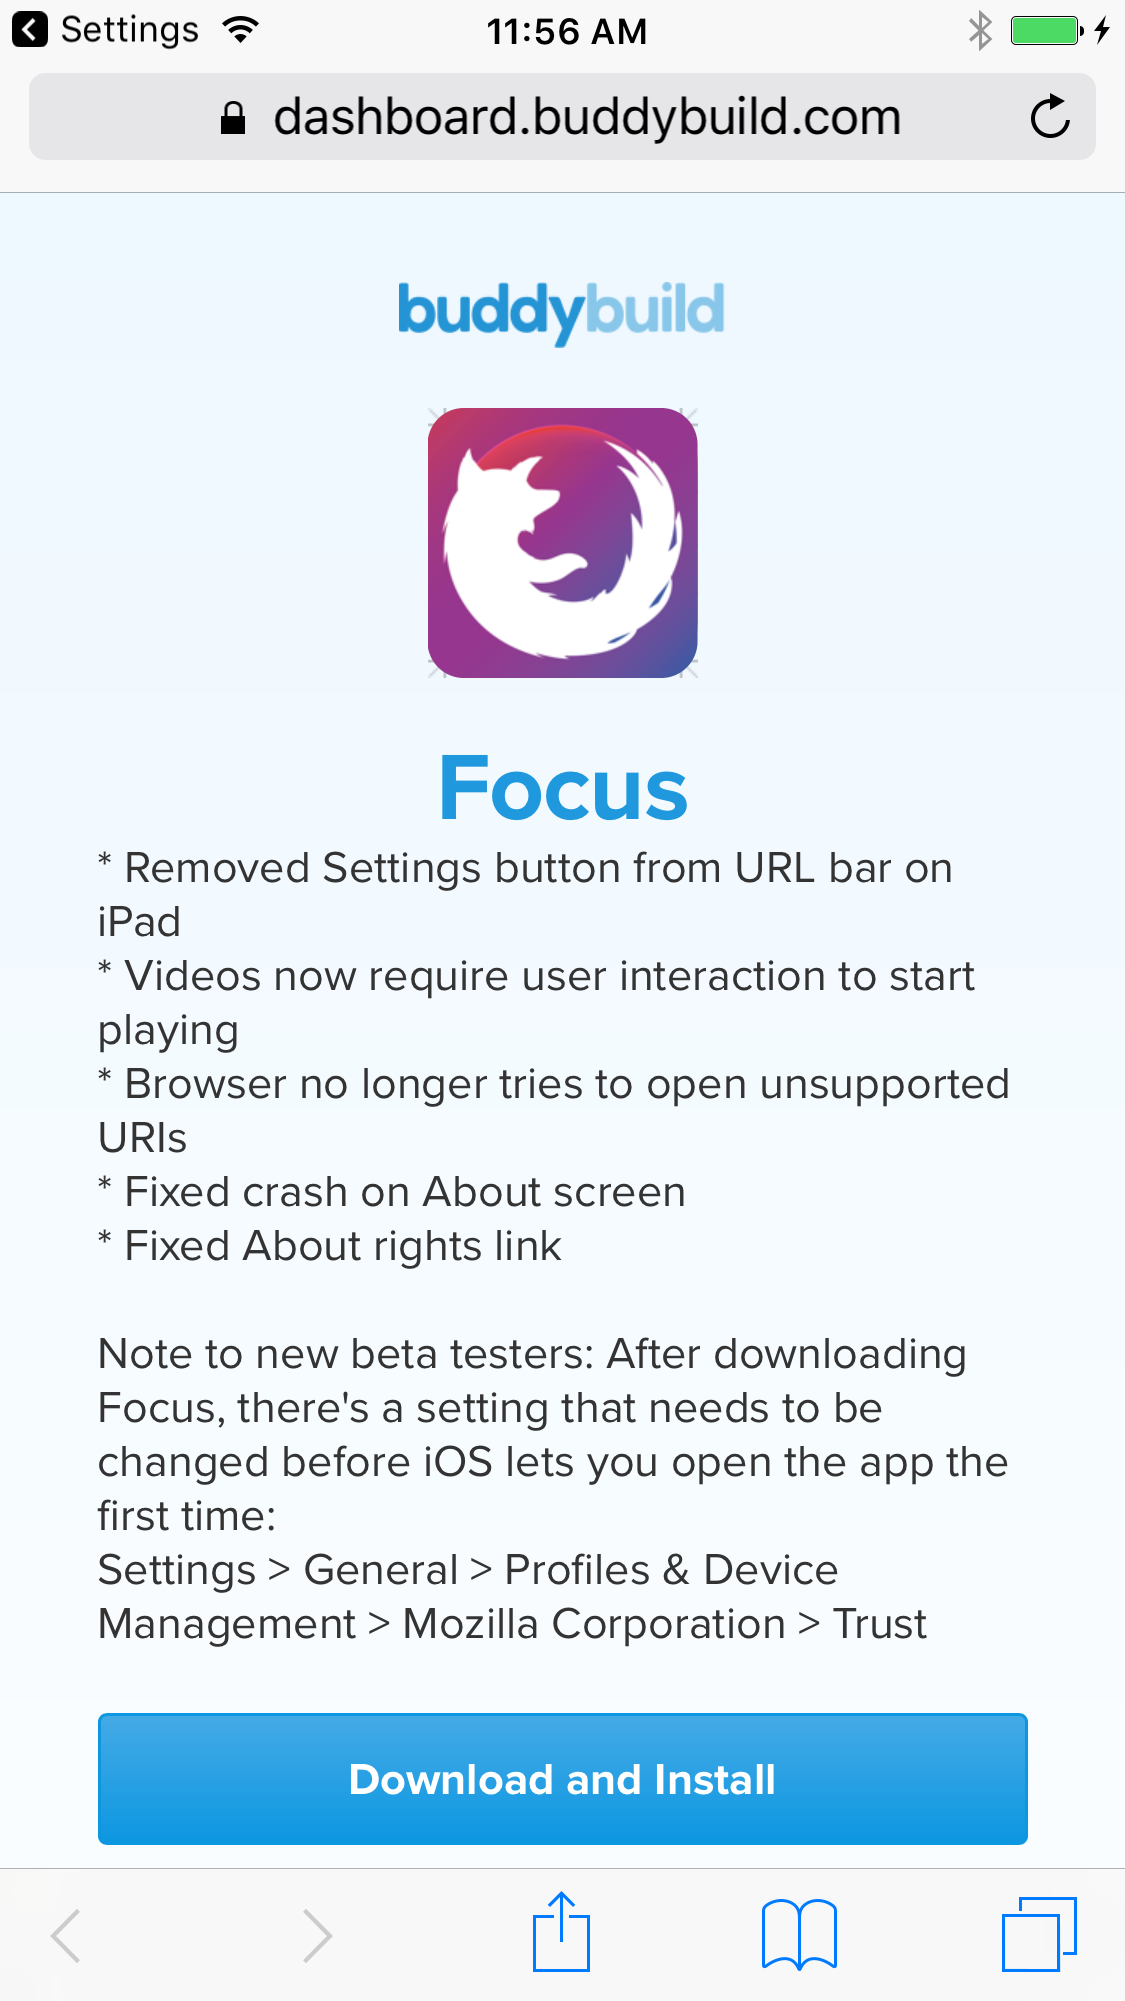 Settings
11:56 AM
dashboard.buddybuild.com
buddybuild
Focus
* Removed Settings button from URL bar on
iPad
* Videos now require user interaction to start
playing
* Browser no longer tries to open unsupported
URIs
* Fixed crash on About screen
* Fixed About rights link
Note to new beta testers: After downloading
Focus, there's a setting that needs to be
changed before iOS lets you open the app the
first time:
Settings > General > Profiles & Device
Management > Mozilla Corporation > Trust
Download and Install